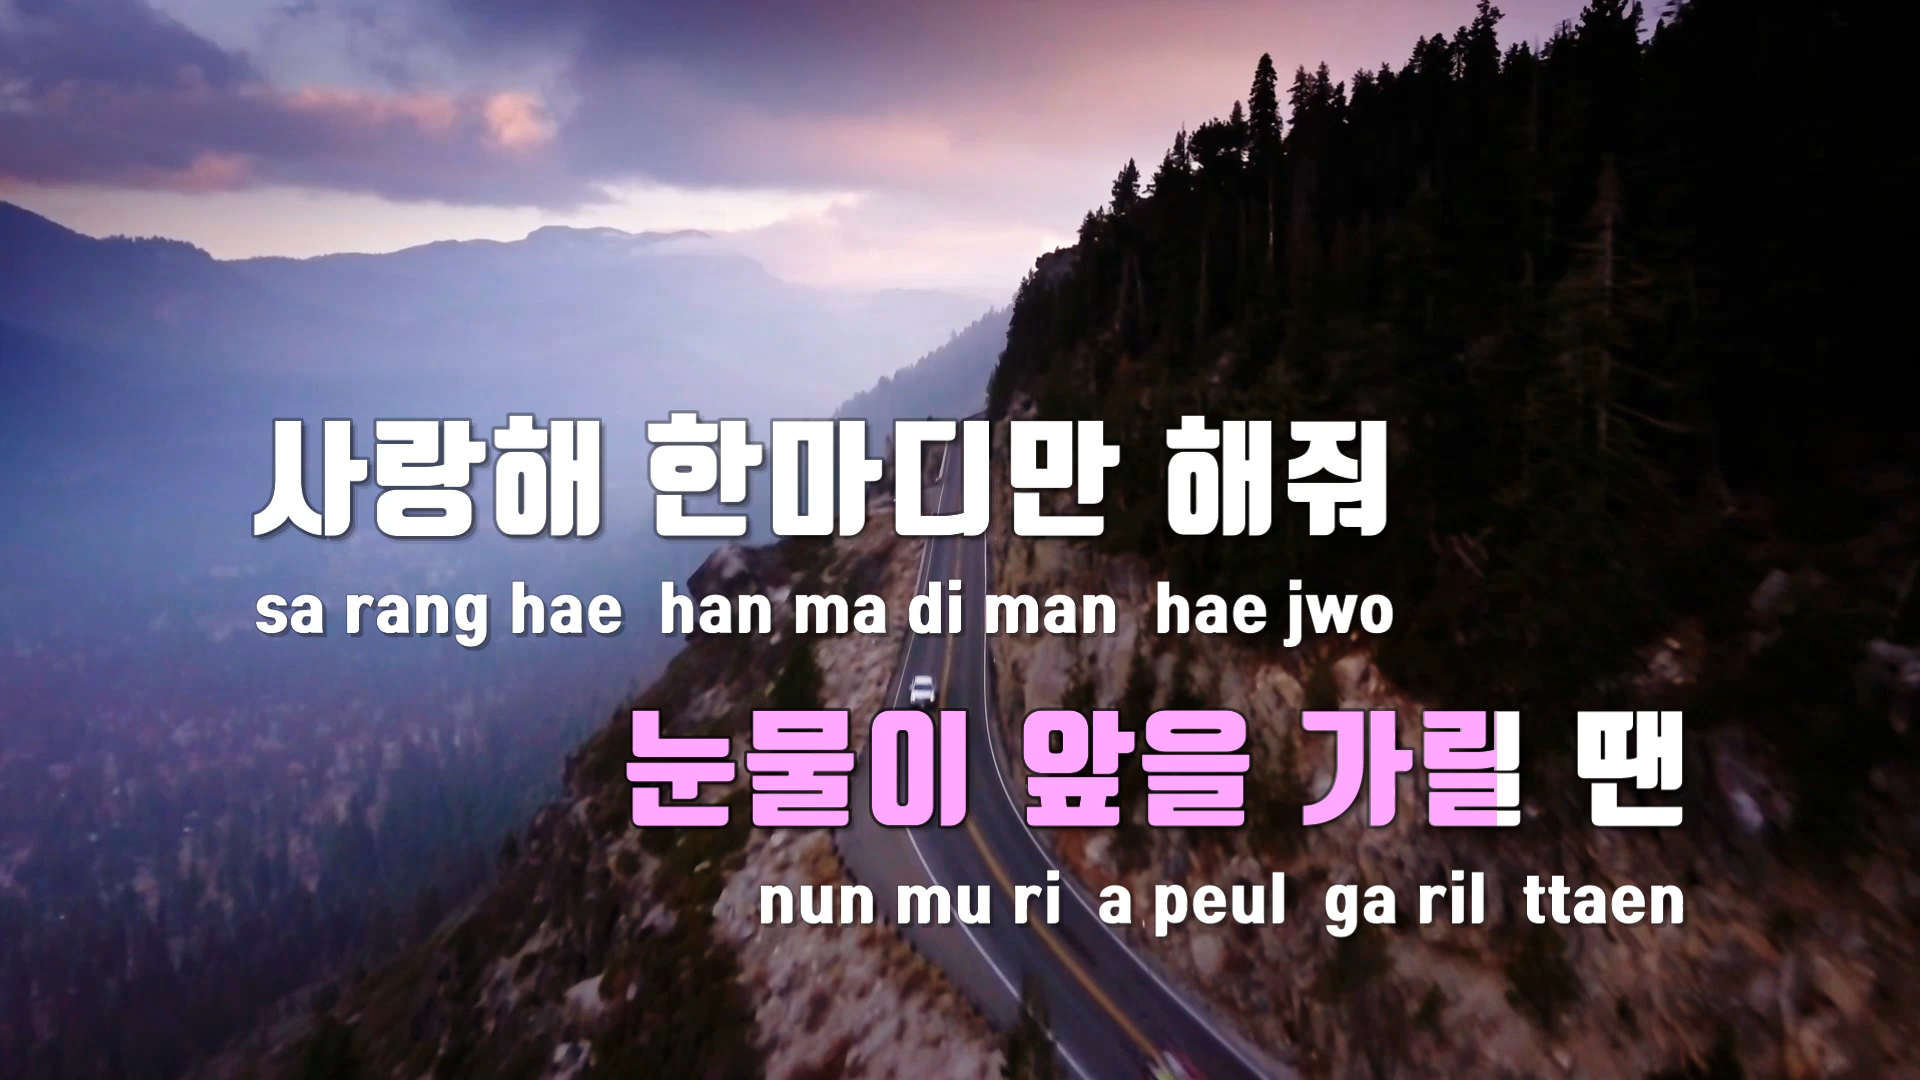 사랑해 한마디만 해줘
sa rang hae han ma di man hae jwo
눈물이 앞을 가릴 땐
nun mu ri a peul ga ril ttaen